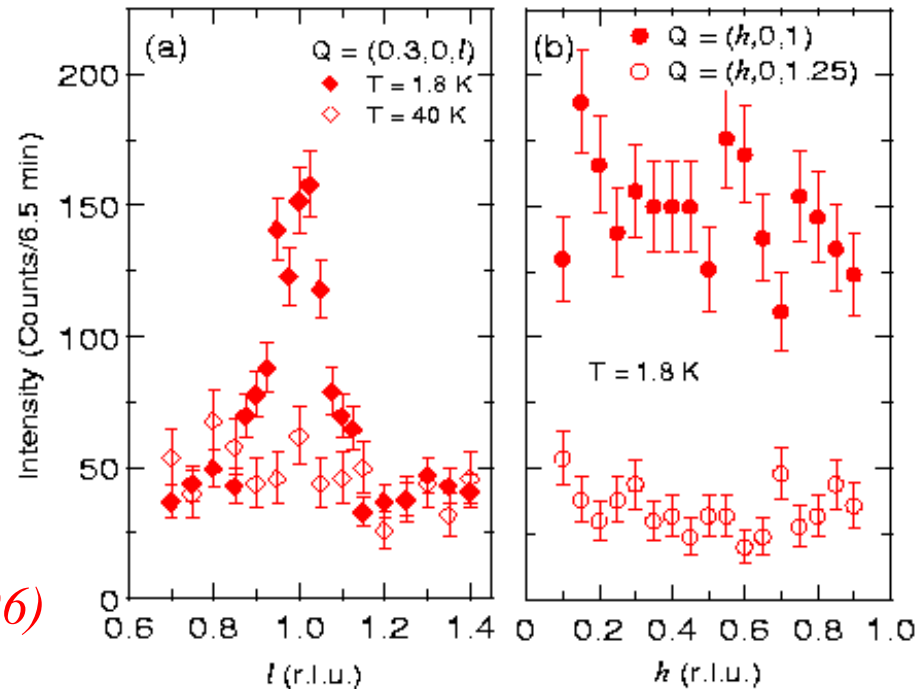 (a)
Q = (0.3,0,l)
T = 1.8 K
T = 40 K
(b)
Q = (h,0,1)
Q = (h,0,1.25)
T = 1.8 K
Intensity (Counts/6.5 min)
200
150
100
50
0
0.6 0.8 1.0 1.2 1.4
l (r.l.u.)
0.2 0.4 0.6 0.8 1.0
h (r.l.u.)
6)